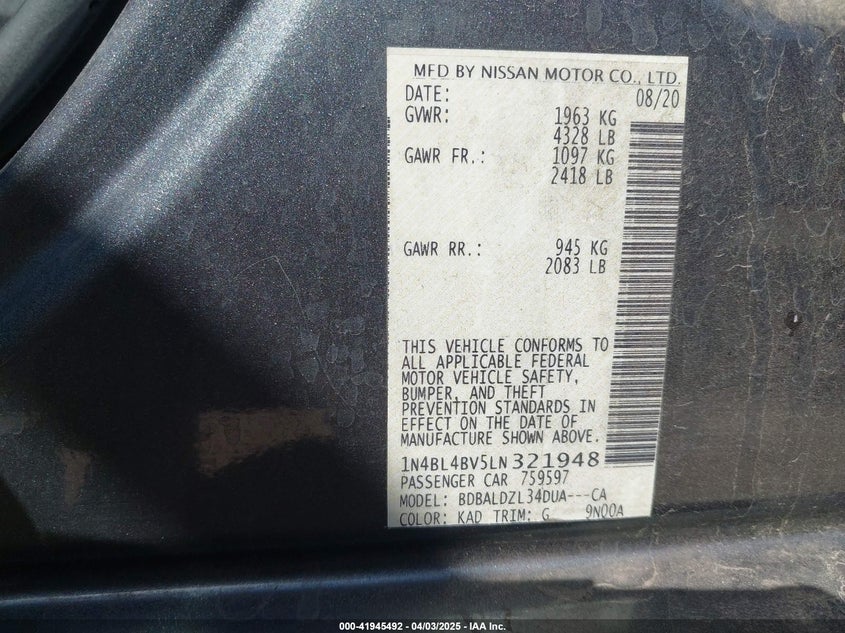 MFD BY NISSAN MOTOR CO., LTD.
DATE: 08/20
GVWR: 1963 KG
4328 LB
GAWR FR.: 1097 KG
2418 LB
GAWR RR.: 945 KG
2083 LB
THIS VEHICLE CONFORMS TO
ALL APPLICABLE FEDERAL
MOTOR VEHICLE SAFETY,
BUMPER, AND THEFT
PREVENTION STANDARDS IN
EFFECT ON THE DATE OF
MANUFACTURE SHOWN ABOVE.
1N4BL4BV5LN321948
PASSENGER CAR 759597
MODEL: BDBALDZL34DUA---CA
COLOR: KAD TRIM: G 9N00A
000-41945492 - 04/03/2025 - IAA Inc.